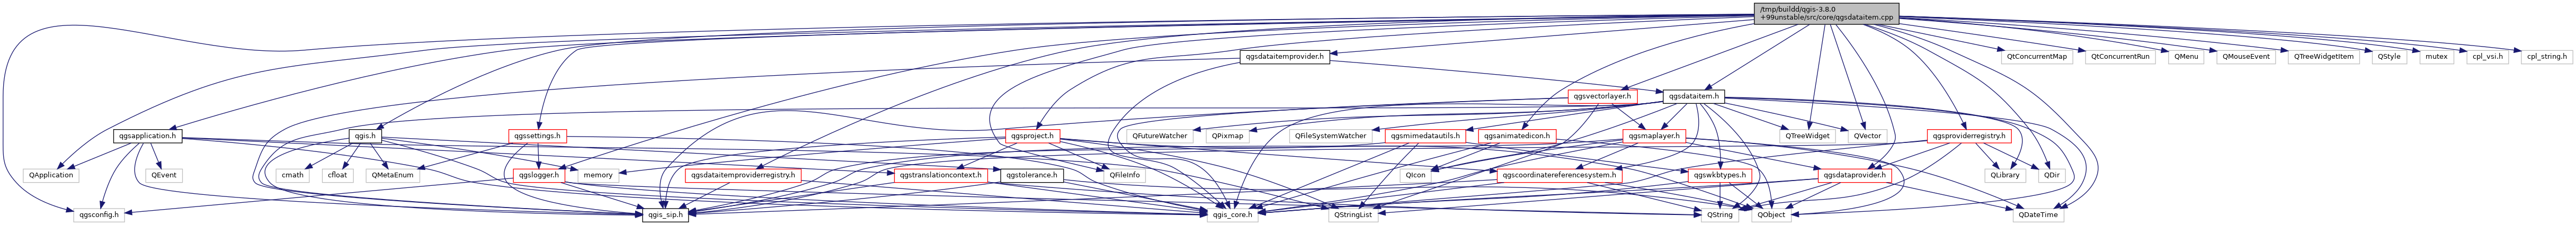 /tmp/buildd/qgis-3.8.0
+99unstable/src/core/qgsdataitem.cpp
qgsdataitemprovider.h
QtConcurrentMap
QtConcurrentRun
QMenu
QMouseEvent
QTreeWidgetItem
QStyle
mutex
cpl_vsi.h
cpl_string.h
qgsvectorlayer.h
qgsdataitem.h
qgsapplication.h
qgis.h
qgssettings.h
qgsproject.h
QFutureWatcher
QPixmap
QFileSystemWatcher
qgsmimedatautils.h
qgsanimatedicon.h
qgsmaplayer.h
QTreeWidget
QVector
qgsproviderregistry.h
QApplication
QEvent
cmath
cfloat
QMetaEnum
qgslogger.h
memory
qgsdataitemproviderregistry.h
qgstranslationcontext.h
qgstolerance.h
QFileInfo
QIcon
qgscoordinatereferencesystem.h
qgswkbtypes.h
qgsdataprovider.h
QLibrary
QDir
qgsconfig.h
qgis_sip.h
qgis_core.h
QStringList
QString
QObject
QDateTime